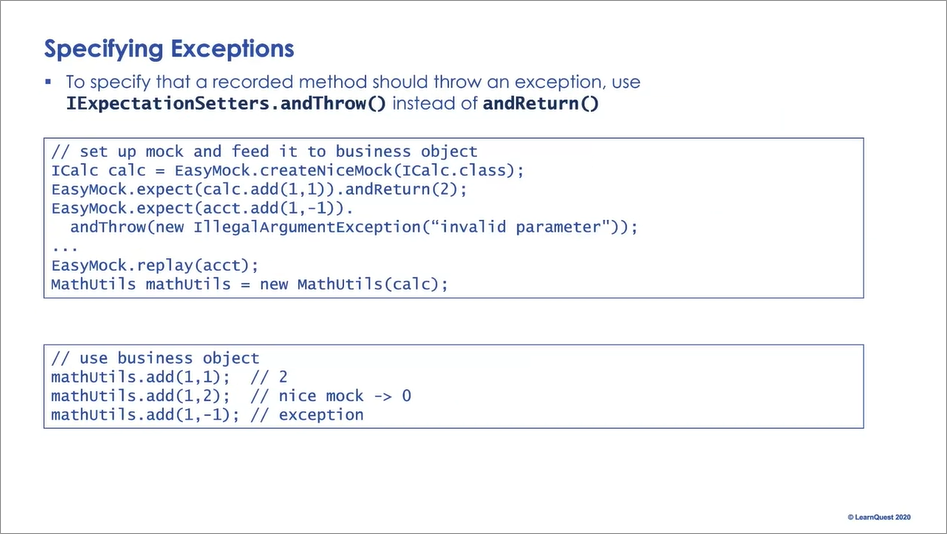 Specifying Exceptions
▪ To specify that a recorded method should throw an exception, use
IExpectationSetters.andThrow() instead of andReturn()
// set up mock and feed it to business object
ICalc calc = EasyMock.createNiceMock(ICalc.class);
EasyMock.expect(calc.add(1,1)).andReturn(2);
EasyMock.expect(acct.add(1,-1)).
  andThrow(new IllegalArgumentException(“invalid parameter"));
...
EasyMock.replay(acct);
MathUtils mathUtils = new MathUtils(calc);
// use business object
mathUtils.add(1,1);  // 2
mathUtils.add(1,2);  // nice mock -> 0
mathUtils.add(1,-1); // exception
© LearnQuest 2020